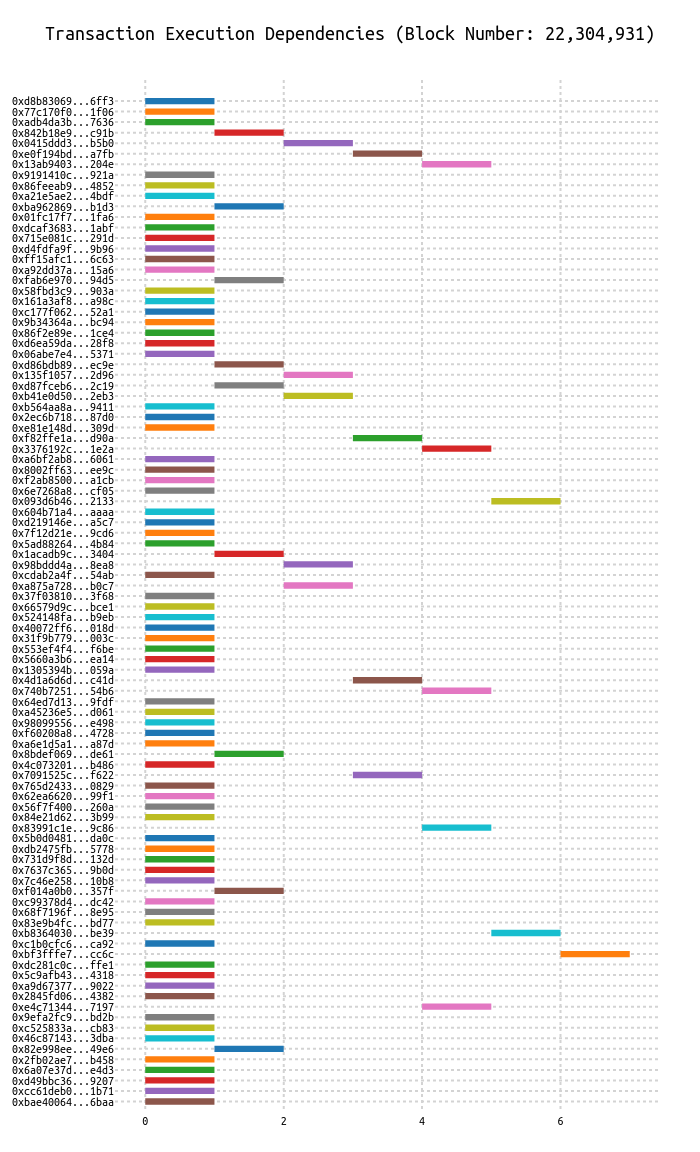 Transaction Execution Dependencies (Block Number: 22,304,931)
0xd8b83069...6ff3
0x77c170f0...1f06
0xadb4da3b...7636
0x842b18e9...c91b
0x0415ddd3...b5b0
0xe0f194bd...a7fb
0x13ab9403...204e
0x9191410c...921a
0x86feeab9...4852
0xa21e5ae2...4bdf
0xba962869...b1d3
0x01fc17f7...1fa6
0xdcaf3683...1abf
0x715e081c...291d
0xd4fdfa9f...9b96
0xff15afc1...6c63
0xa92dd37a...15a6
0xfab6e970...94d5
0x58fbd3c9...903a
0x161a3af8...a98c
0xc177f062...52a1
0x9b34364a...bc94
0x86f2e89e...1ce4
0xd6ea59da...28f8
0x06abe7e4...5371
0xd86bdb89...ec9e
0x135f1057...2d96
0xd87fceb6...2c19
0xb41e0d50...2eb3
0xb564aa8a...9411
0x2ec6b718...87d0
0xe81e148d...309d
0xf82ffe1a...d90a
0x3376192c...1e2a
0xa6bf2ab8...6061
0x8002ff63...ee9c
0xf2ab8500...a1cb
0x6e7268a8...cf05
0x093d6b46...2133
0x604b71a4...aaaa
0xd219146e...a5c7
0x7f12d21e...9cd6
0x5ad88264...4b84
0x1acadb9c...3404
0x98bddd4a...8ea8
0xcdab2a4f...54ab
0xa875a728...b0c7
0x37f03810...3f68
0x66579d9c...bce1
0x524148fa...b9eb
0x40072ff6...018d
0x31f9b779...003c
0x553ef4f4...f6be
0x5660a3b6...ea14
0x1305394b...059a
0x4d1a6d6d...c41d
0x740b7251...54b6
0x64ed7d13...9fdf
0xa45236e5...d061
0x98099556...e498
0xf60208a8...4728
0xa6e1d5a1...a87d
0x8bdef069...de61
0x4c073201...b486
0x7091525c...f622
0x765d2433...0829
0x62ea6620...99f1
0x56f7f400...260a
0x84e21d62...3b99
0x83991c1e...9c86
0x5b0d0481...da0c
0xdb2475fb...5778
0x731d9f8d...132d
0x7637c365...9b0d
0x7c46e258...10b8
0xf014a0b0...357f
0xc99378d4...dc42
0x68f7196f...8e95
0x83e9b4fc...bd77
0xb8364030...be39
0xc1b0cfc6...ca92
0xbf3fffe7...cc6c
0xdc281c0c...ffe1
0x5c9afb43...4318
0xa9d67377...9022
0x2845fd06...4382
0xe4c71344...7197
0x9efa2fc9...bd2b
0xc525833a...cb83
0x46c87143...3dba
0x82e998ee...49e6
0x2fb02ae7...b458
0x6a07e37d...e4d3
0xd49bbc36...9207
0xcc61deb0...1b71
0xbae40064...6baa
0 2 4 6